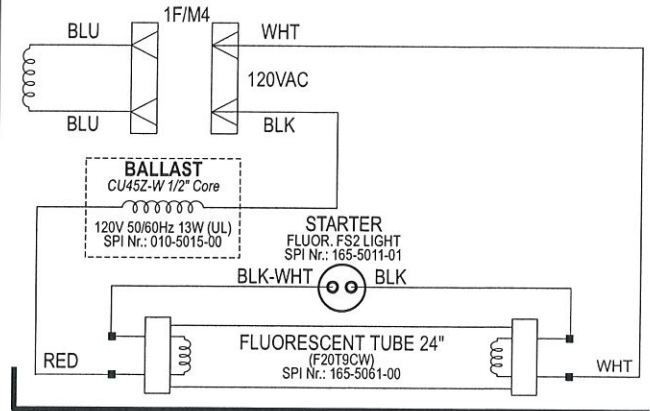 1F/M4
BLU
WHT
120VAC
BLU
BLK
BALLAST
CU45Z-W 1/2" Core
120V 50/60Hz 13W (UL)
SPI Nr.: 010-5015-00
STARTER
FLUOR. FS2 LIGHT
SPI Nr.: 165-5011-01
BLK-WHT
BLK
FLUORESCENT TUBE 24"
(F20T9CW)
SPI Nr.: 165-5061-00
RED
WHT